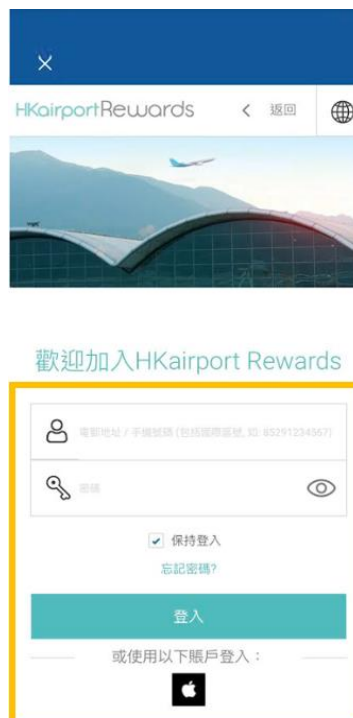 HKairportRewards
返回
歡迎加入HKairport Rewards
電郵地址 / 手機號碼 (包括國際區號, 如: 85291234567)
密碼
保持登入
忘記密碼?
登入
或使用以下賬戶登入：